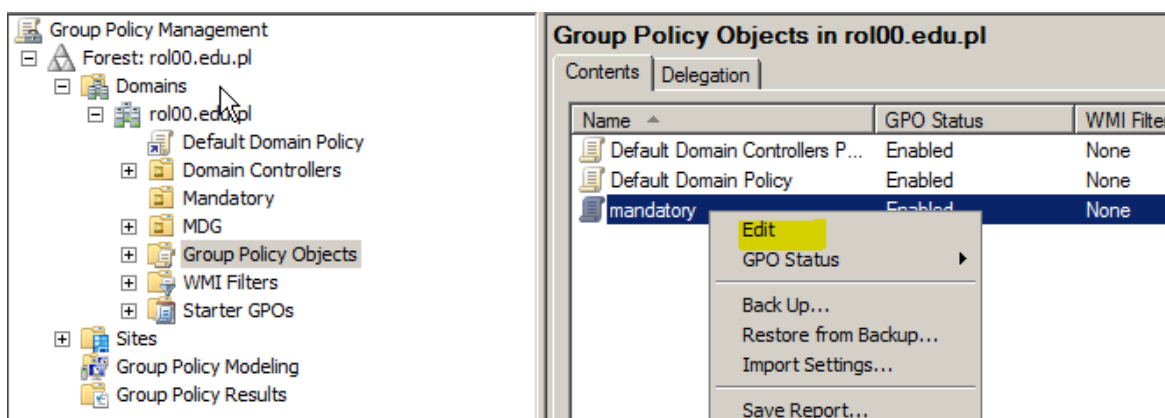 Group Policy Management
Forest: rol00.edu.pl
Domains
rol00.edu.pl
Default Domain Policy
Domain Controllers
Mandatory
MDG
Group Policy Objects
WMI Filters
Starter GPOs
Sites
Group Policy Modeling
Group Policy Results
Group Policy Objects in rol00.edu.pl
Contents Delegation
Name GPO Status WMI Filte
Default Domain Controllers P... Enabled None
Default Domain Policy Enabled None
mandatory Enabled None
Edit
GPO Status
Back Up...
Restore from Backup...
Import Settings...
Save Report...